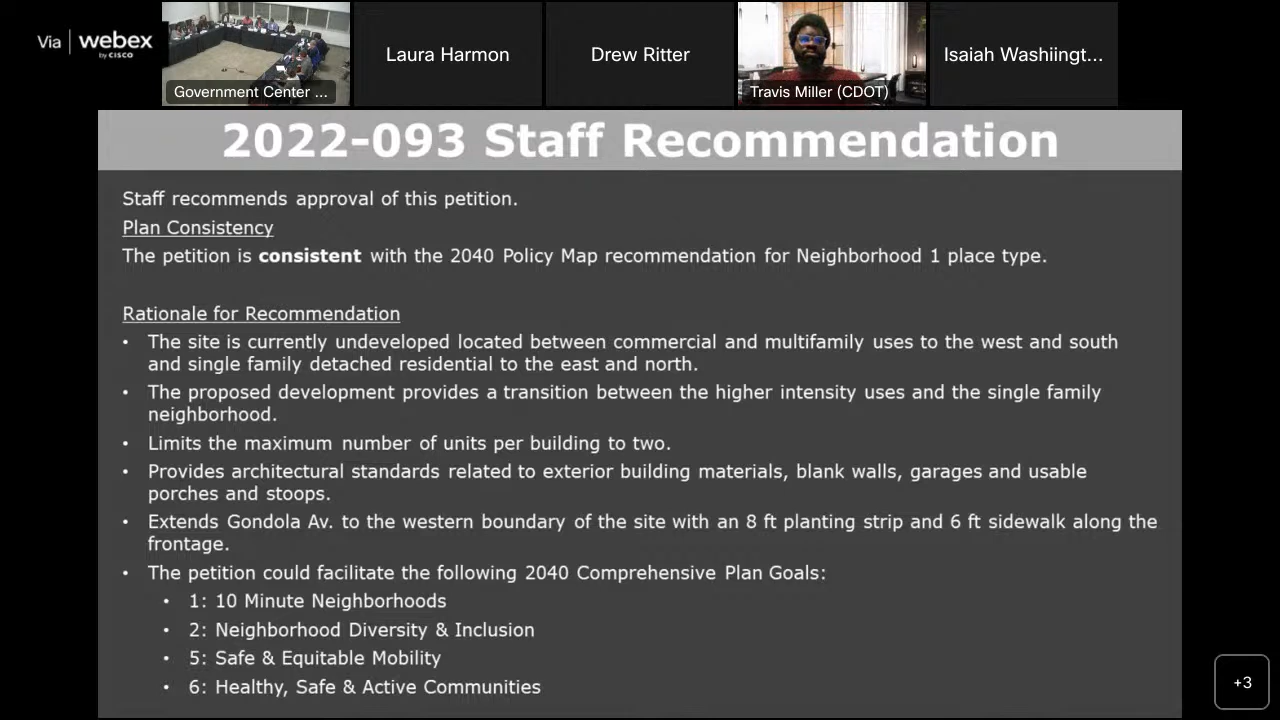 Via | webex
by CISCO
Government Center ...
Laura Harmon
Drew Ritter
Travis Miller (CDOT)
Isaiah Washiingt...
2022-093 Staff Recommendation
Staff recommends approval of this petition.
Plan Consistency
The petition is consistent with the 2040 Policy Map recommendation for Neighborhood 1 place type.
Rationale for Recommendation
• The site is currently undeveloped located between commercial and multifamily uses to the west and south
and single family detached residential to the east and north.
• The proposed development provides a transition between the higher intensity uses and the single family
neighborhood.
• Limits the maximum number of units per building to two.
• Provides architectural standards related to exterior building materials, blank walls, garages and usable
porches and stoops.
• Extends Gondola Av. to the western boundary of the site with an 8 ft planting strip and 6 ft sidewalk along the
frontage.
• The petition could facilitate the following 2040 Comprehensive Plan Goals:
• 1: 10 Minute Neighborhoods
• 2: Neighborhood Diversity & Inclusion
• 5: Safe & Equitable Mobility
• 6: Healthy, Safe & Active Communities
+3